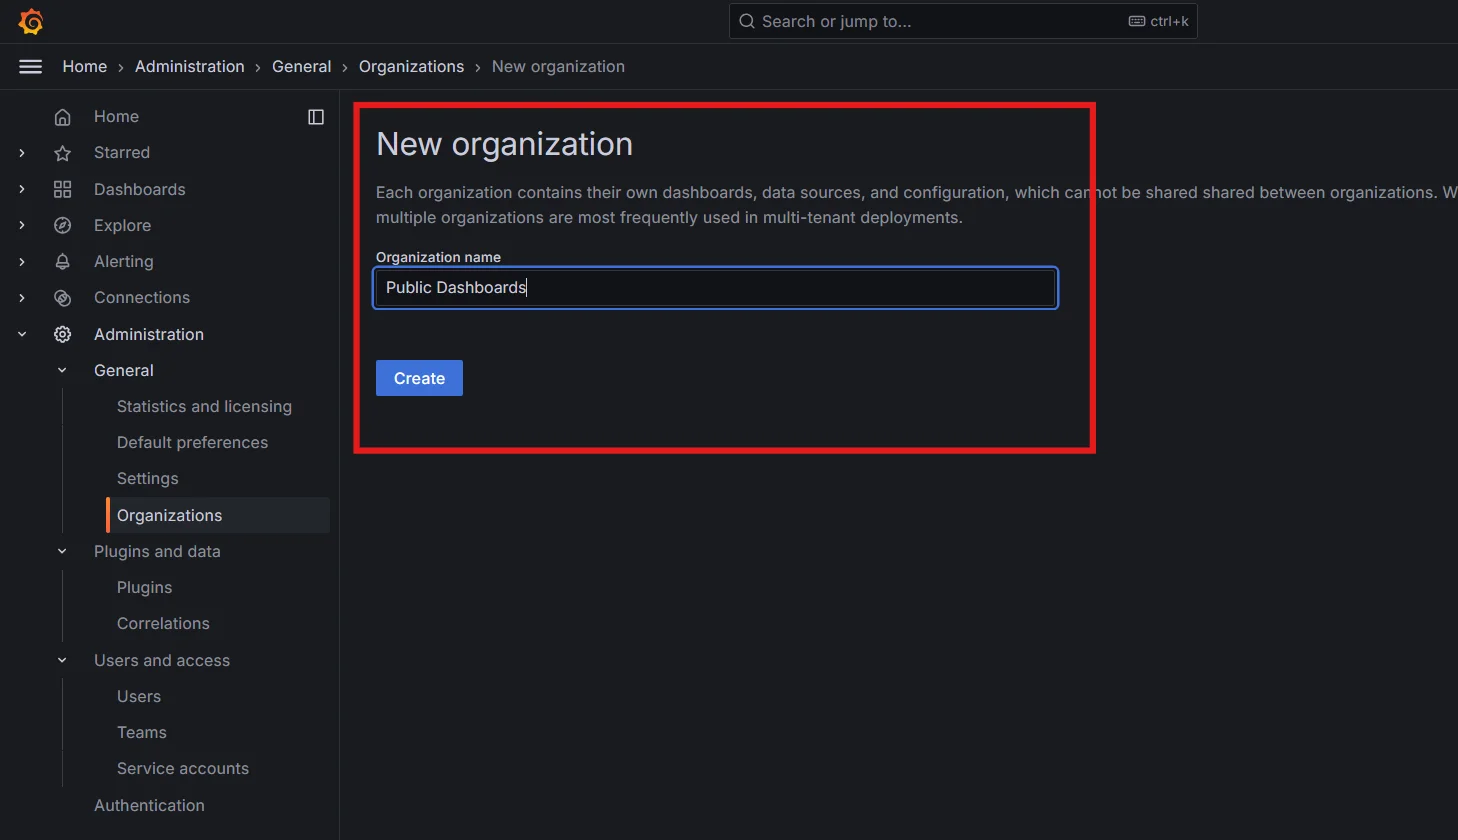 Search or jump to...
ctrl+k
Home › Administration › General › Organizations › New organization
Home
Starred
Dashboards
Explore
Alerting
Connections
Administration
General
Statistics and licensing
Default preferences
Settings
Organizations
Plugins and data
Plugins
Correlations
Users and access
Users
Teams
Service accounts
Authentication
New organization
Each organization contains their own dashboards, data sources, and configuration, which cannot be shared shared between organizations. W
multiple organizations are most frequently used in multi-tenant deployments.
Organization name
Public Dashboards
Create